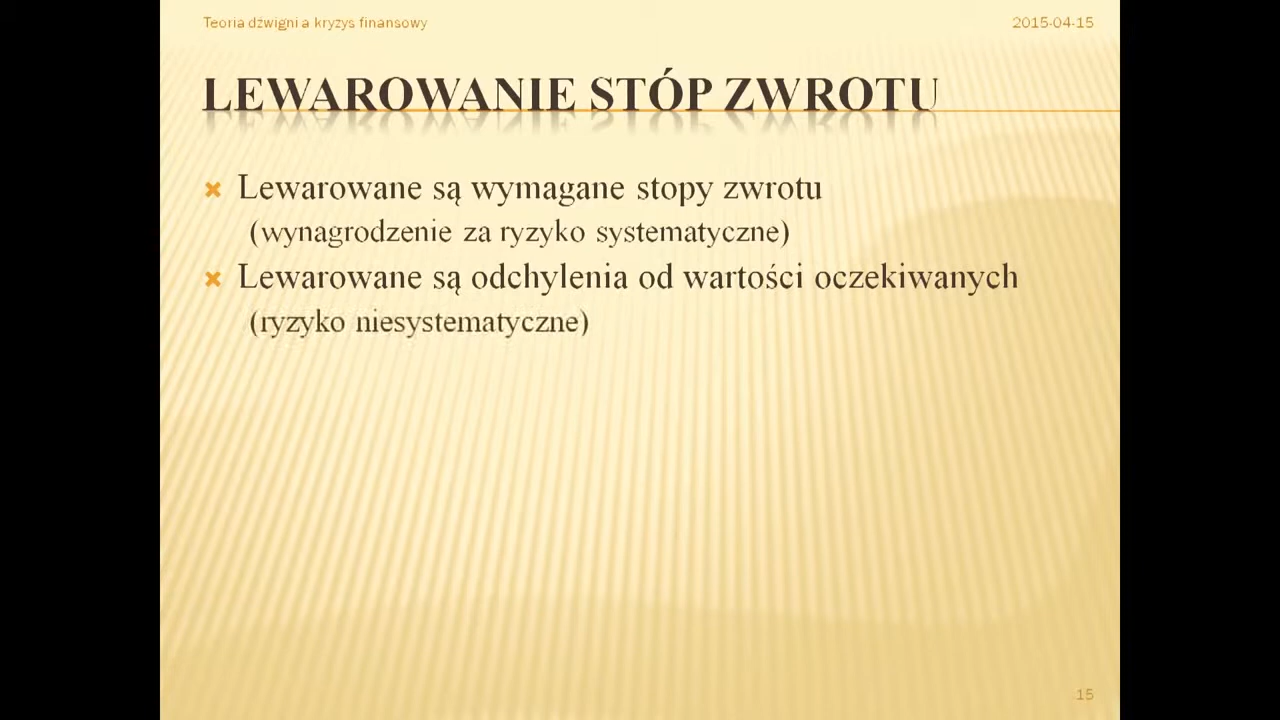 Teoria dźwigni a kryzys finansowy
2015-04-15
LEWAROWANIE STÓP ZWROTU
Lewarowane są wymagane stopy zwrotu
(wynagrodzenie za ryzyko systematyczne)
Lewarowane są odchylenia od wartości oczekiwanych
(ryzyko niesystematyczne)
15